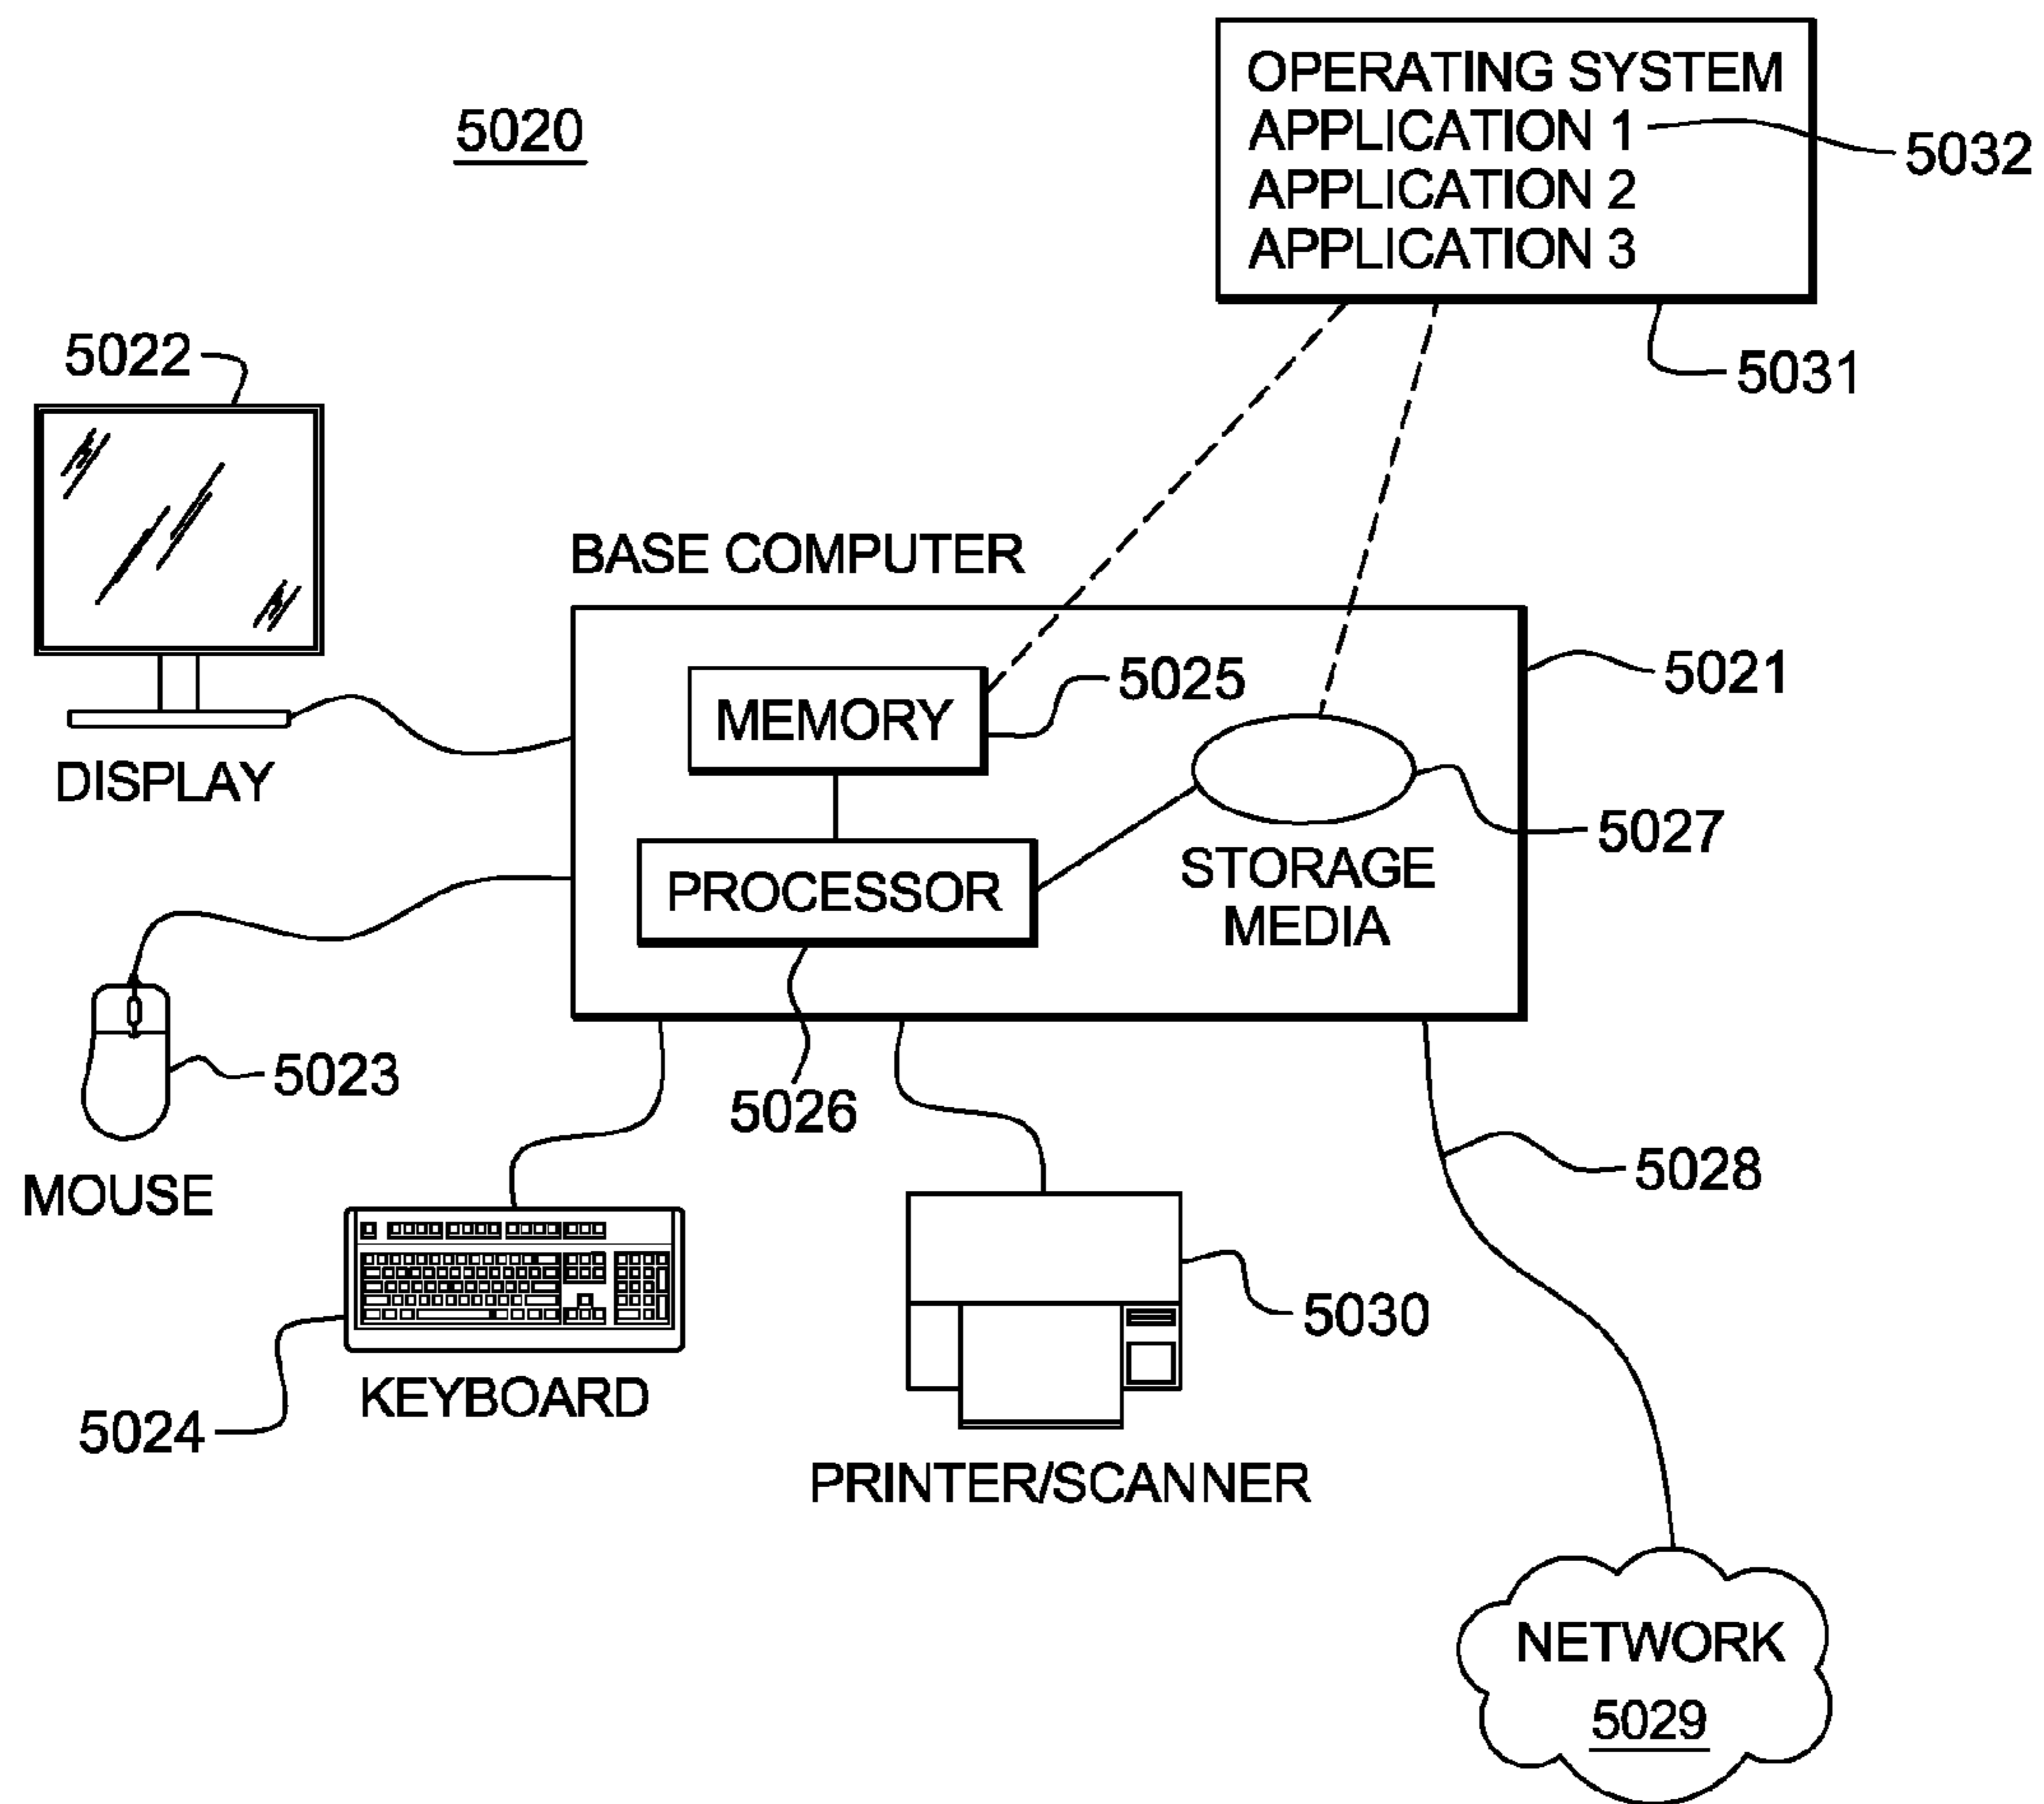 5020
OPERATING SYSTEM
APPLICATION 1
APPLICATION 2
APPLICATION 3
5032
5031
5022
DISPLAY
BASE COMPUTER
MEMORY
5025
5021
PROCESSOR
5027
STORAGE
MEDIA
5026
5023
MOUSE
5028
5024
KEYBOARD
5030
PRINTER/SCANNER
NETWORK
5029